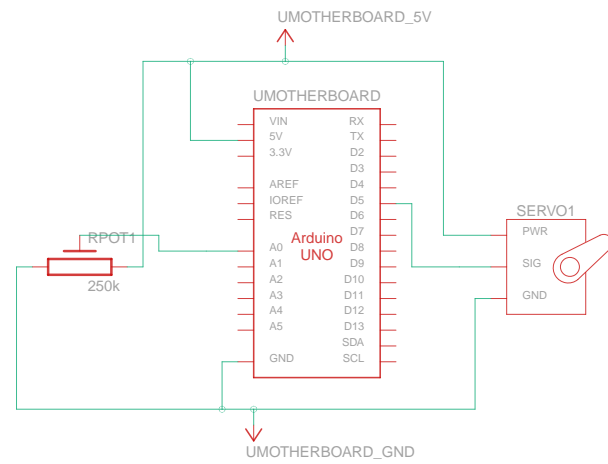 UMOTHERBOARD_5V
UMOTHERBOARD
VIN
5V
3.3V
AREF
IOREF
RES
A0
A1
A2
A3
A4
A5
GND
Arduino
UNO
RX
TX
D2
D3
D4
D5
D6
D7
D8
D9
D10
D11
D12
D13
SDA
SCL
RPOT1
250k
SERVO1
PWR
SIG
GND
UMOTHERBOARD_GND